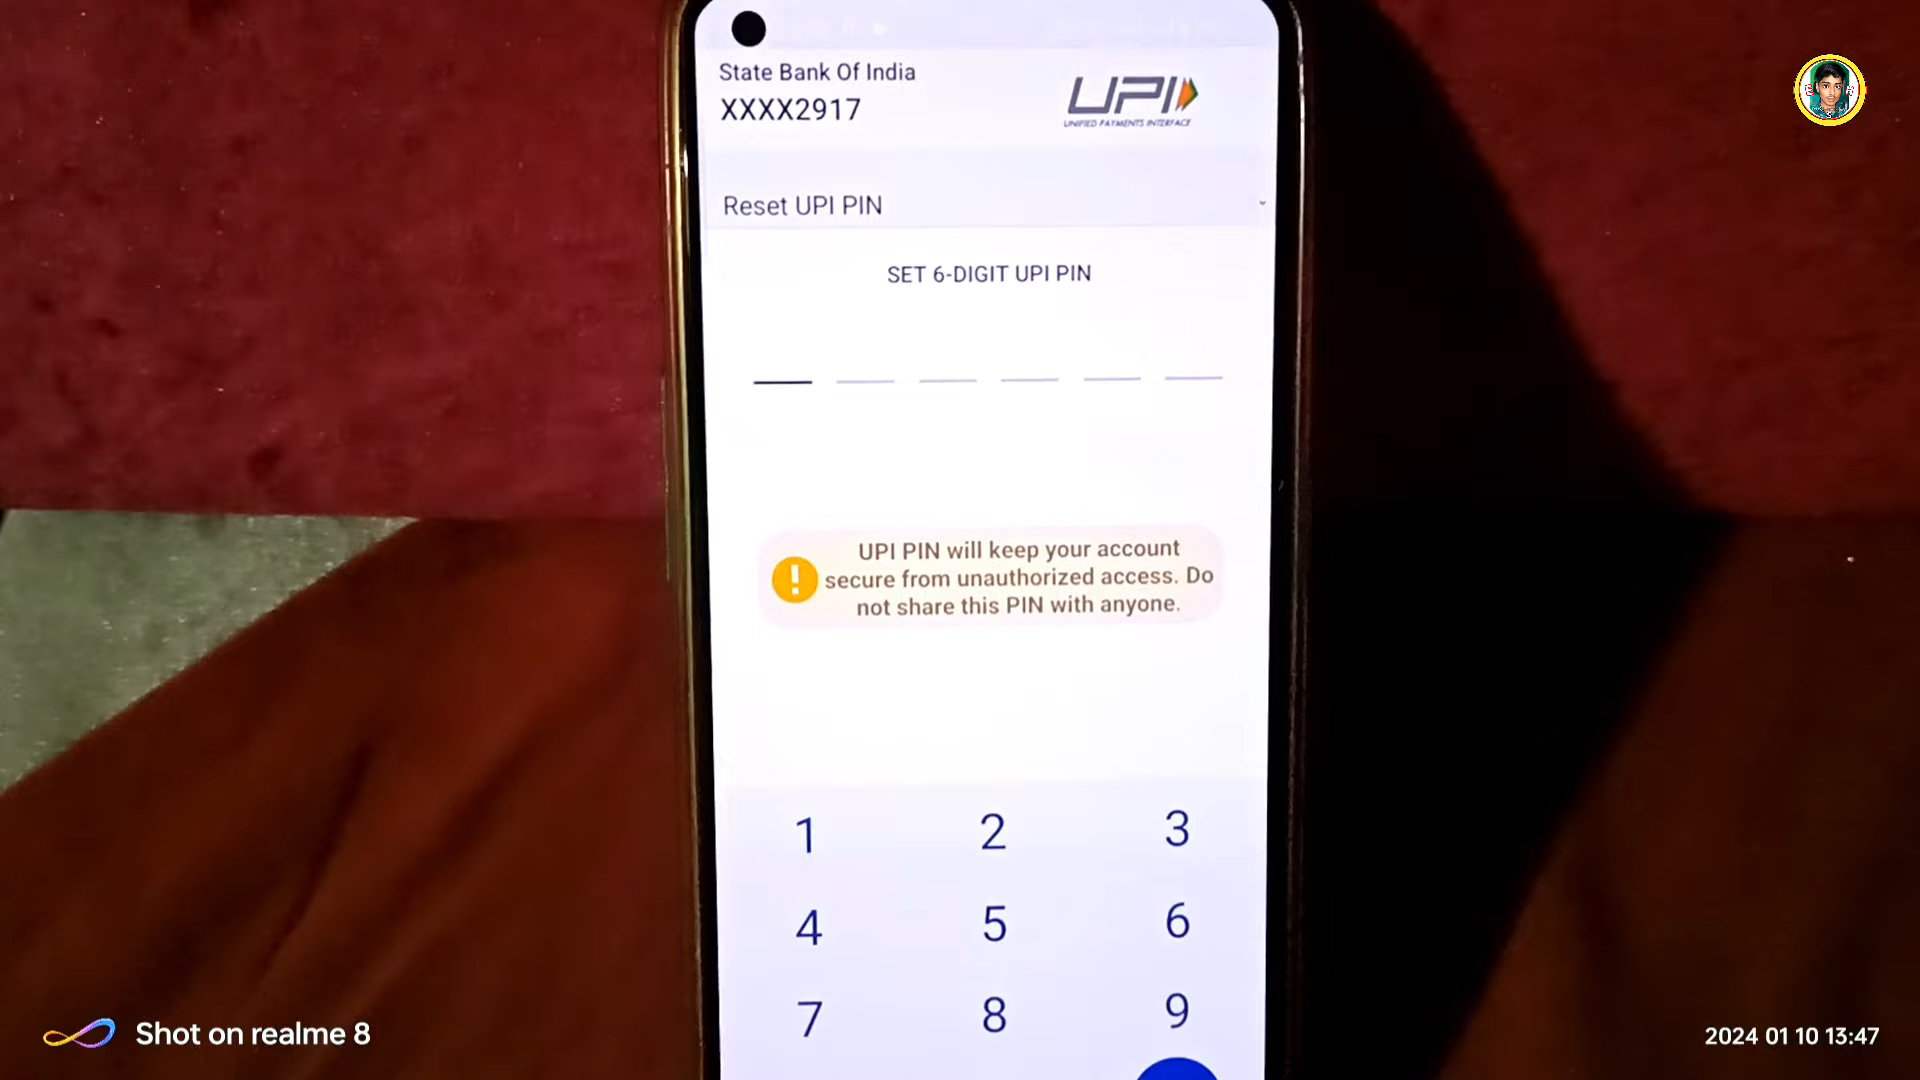 State Bank Of India
XXXX2917
UPI
UNIFIED PAYMENTS INTERFACE
Reset UPI PIN
SET 6-DIGIT UPI PIN
UPI PIN will keep your account
secure from unauthorized access. Do
not share this PIN with anyone.
1 2 3
4 5 6
7 8 9
Shot on realme 8
2024 01 10 13:47